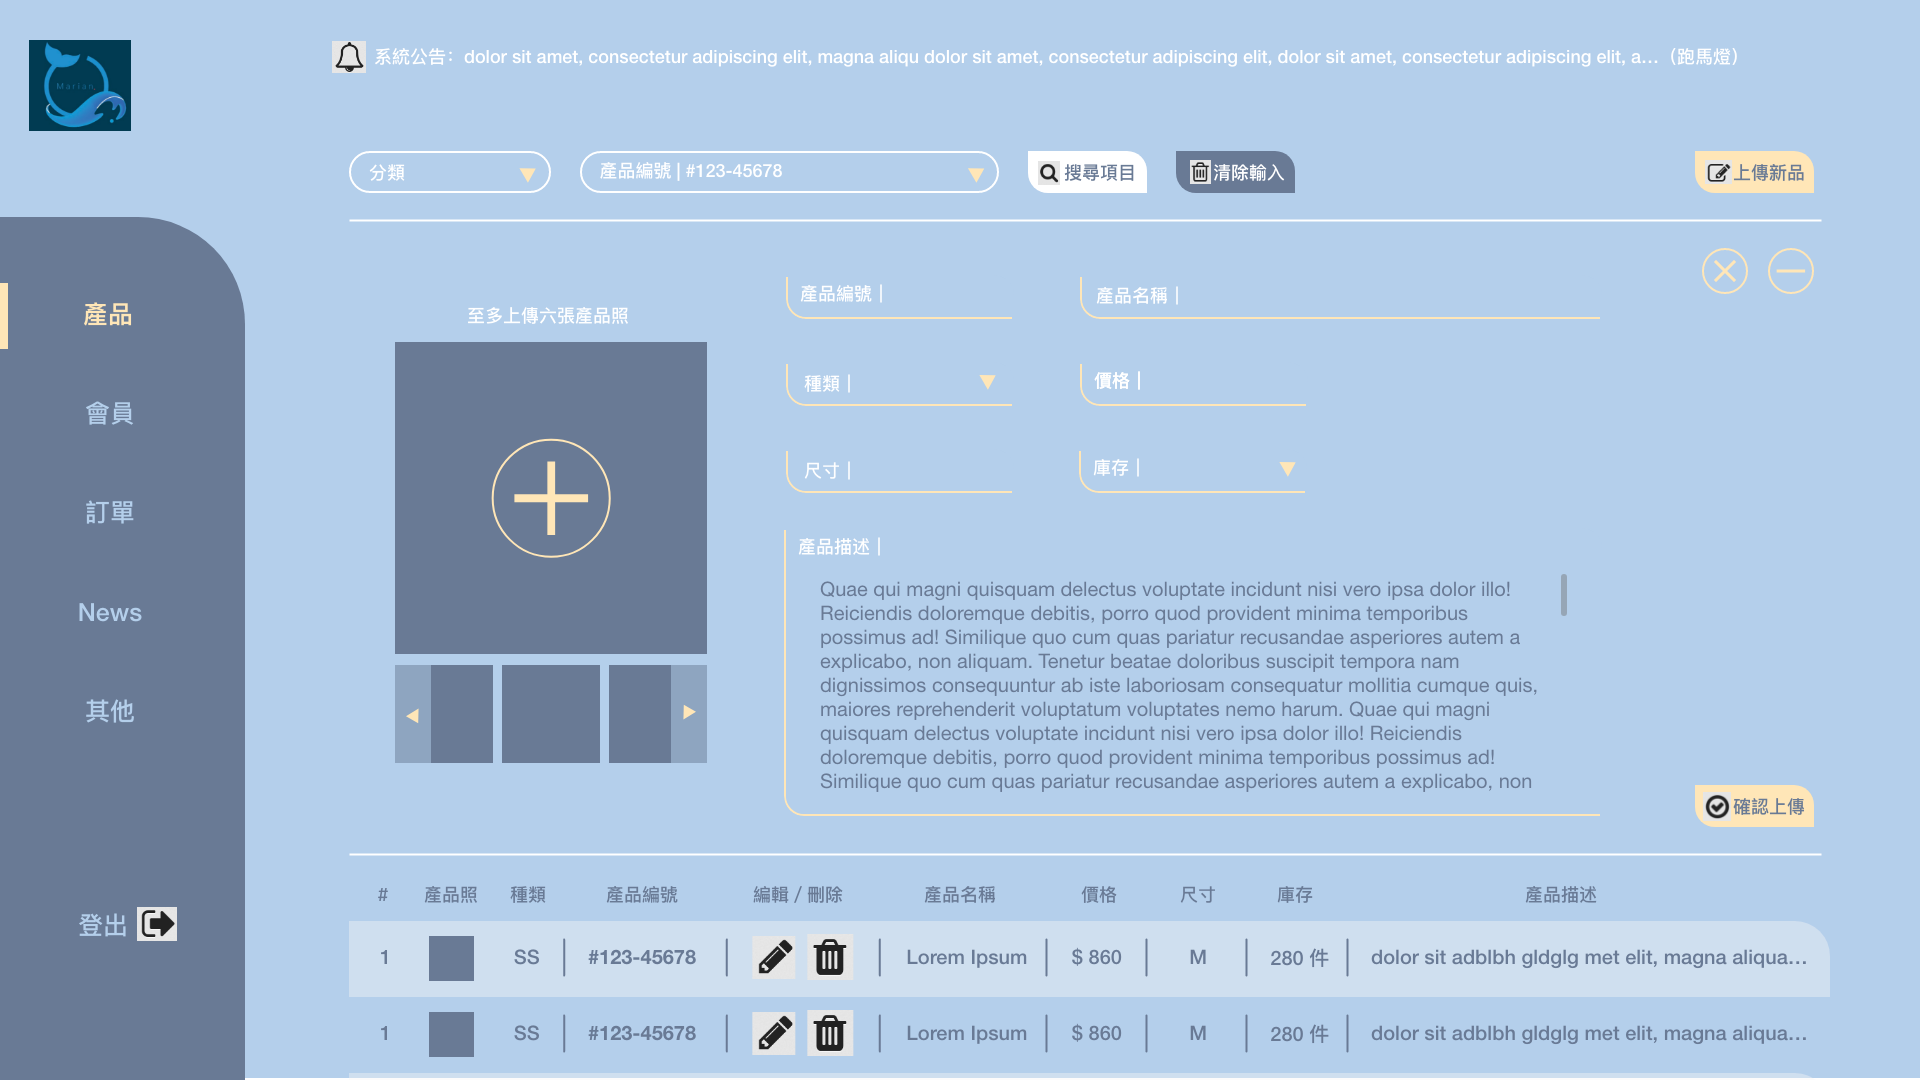 Marian.
系統公告：dolor sit amet, consectetur adipiscing elit, magna aliqu dolor sit amet, consectetur adipiscing elit, dolor sit amet, consectetur adipiscing elit, a...（跑馬燈）
分類
產品編號 | #123-45678
搜尋項目
清除輸入
上傳新品
產品
會員
訂單
News
其他
登出
至多上傳六張產品照
產品編號 |
產品名稱 |
種類 |
價格 |
尺寸 |
庫存 |
產品描述 |
Quae qui magni quisquam delectus voluptate incidunt nisi vero ipsa dolor illo!
Reiciendis doloremque debitis, porro quod provident minima temporibus
possimus ad! Similique quo cum quas pariatur recusandae asperiores autem a
explicabo, non aliquam. Tenetur beatae doloribus suscipit tempora nam
dignissimos consequuntur ab iste laboriosam consequatur mollitia cumque quis,
maiores reprehenderit voluptatum voluptates nemo harum. Quae qui magni
quisquam delectus voluptate incidunt nisi vero ipsa dolor illo! Reiciendis
doloremque debitis, porro quod provident minima temporibus possimus ad!
Similique quo cum quas pariatur recusandae asperiores autem a explicabo, non
確認上傳
# 產品照 種類 產品編號 編輯 / 刪除 產品名稱 價格 尺寸 庫存 產品描述
1 SS #123-45678 Lorem Ipsum $ 860 M 280 件 dolor sit adblbh gldglg met elit, magna aliqua...
1 SS #123-45678 Lorem Ipsum $ 860 M 280 件 dolor sit adblbh gldglg met elit, magna aliqua...